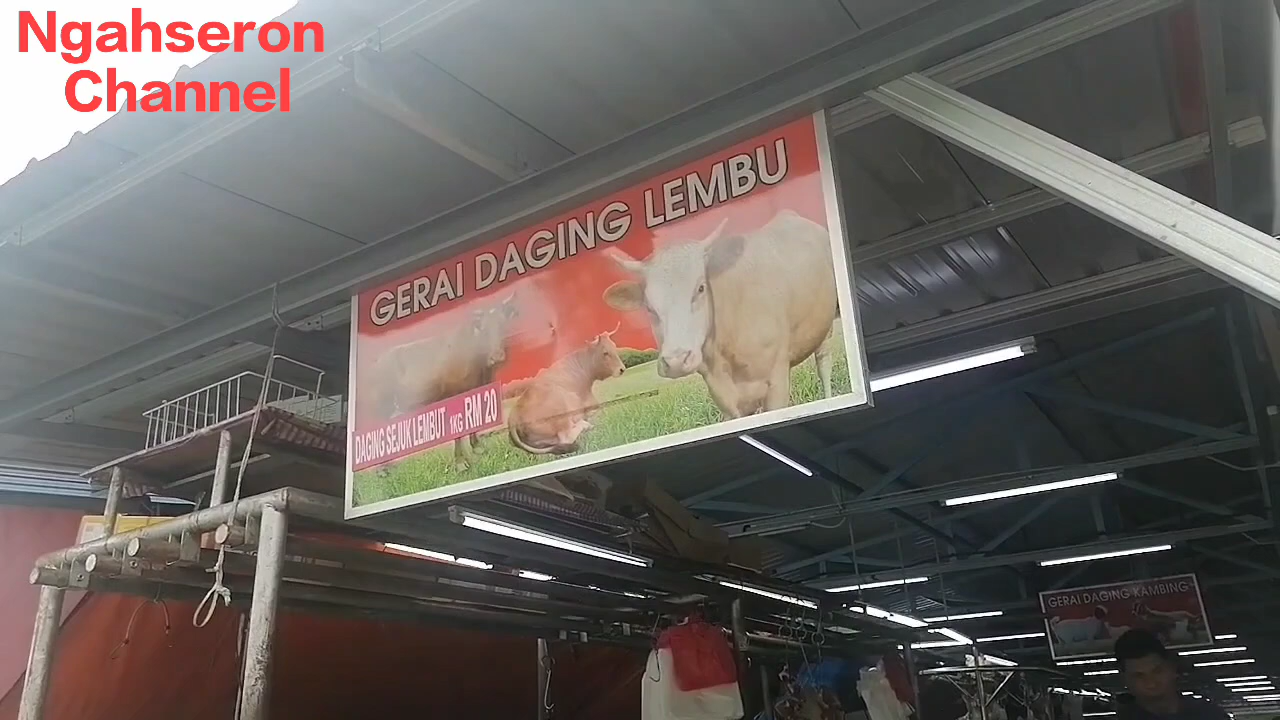 Ngahseron
Channel
GERAI DAGING LEMBU
DAGING SEJUK LEMBUT 1KG RM 20
GERAI DAGING KAMBING